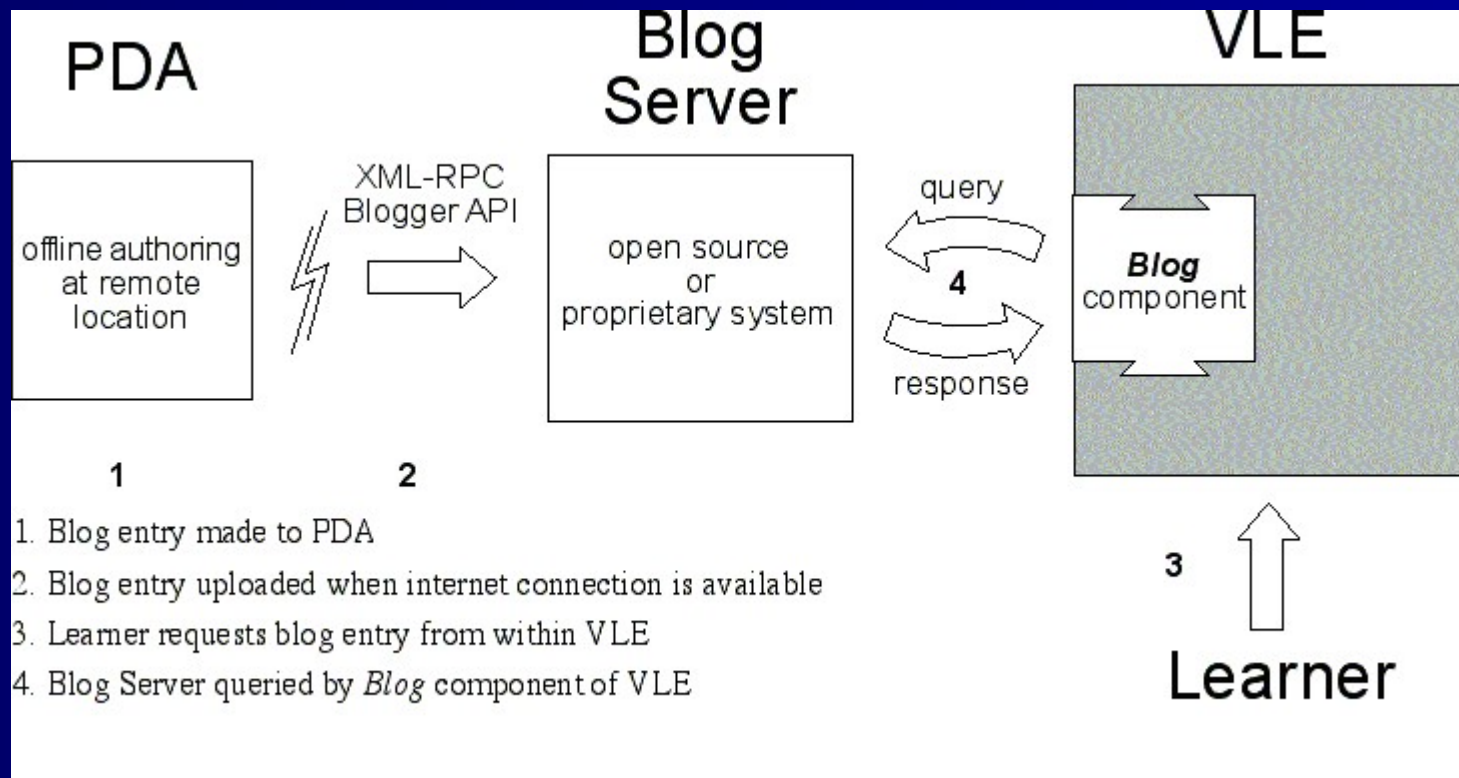 PDA
Blog
Server
VLE
offline authoring
at remote
location
XML-RPC
Blogger API
open source
or
proprietary system
query
4
response
Blog
component
1
2
3
Learner
1. Blog entry made to PDA
2. Blog entry uploaded when internet connection is available
3. Learner requests blog entry from within VLE
4. Blog Server queried by Blog component of VLE